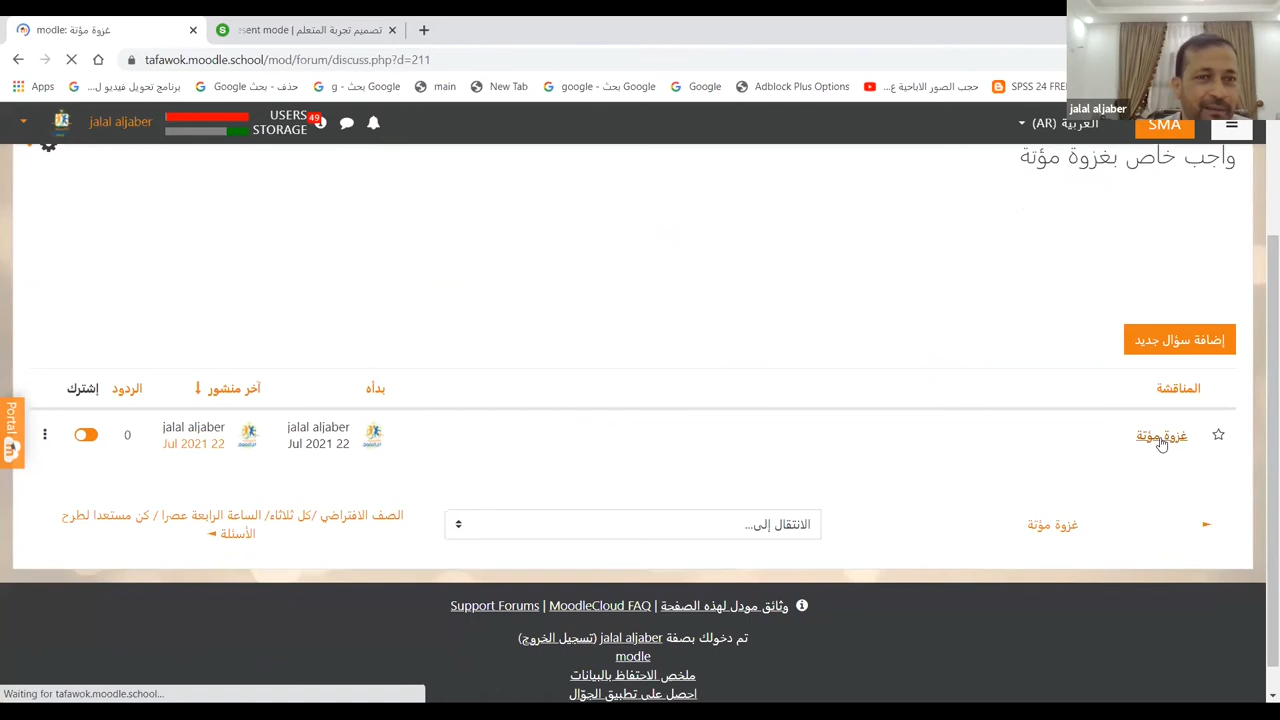 modle: غزوة مؤتة
esent mode | تصميم تجربة المتعلم
tafawok.moodle.school/mod/forum/discuss.php?d=211
Apps
برنامج تحويل فيديو ل...
حذف - بحث Google
g - بحث Google
main
New Tab
google - بحث Google
Google
Adblock Plus Options
حجب الصور الاباحية ع...
SPSS 24 FRE
jalal aljaber
jalal aljaber
USERS
STORAGE
49
العربية ‎(AR)‎
SMA
واجب خاص بغزوة مؤتة
إضافة سؤال جديد
المناقشة
بدأه
آخر منشور
الردود
إشترك
غزوة مؤتة
jalal aljaber
22 Jul 2021
jalal aljaber
22 Jul 2021
0
Portal
غزوة مؤتة
الانتقال إلى...
الصف الافتراضي /كل ثلاثاء/ الساعة الرابعة عصرا / كن مستعدا لطرح
الأسئلة
وثائق مودل لهذه الصفحة | MoodleCloud FAQ | Support Forums
تم دخولك بصفة jalal aljaber (تسجيل الخروج)
modle
ملخص الاحتفاظ بالبيانات
احصل على تطبيق الجوّال
Waiting for tafawok.moodle.school...